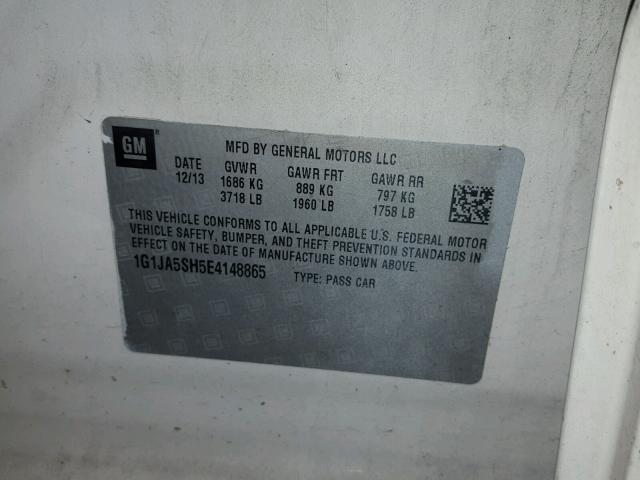 GM
MFD BY GENERAL MOTORS LLC
DATE GVWR GAWR FRT GAWR RR
12/13 1686 KG 889 KG 797 KG
3718 LB 1960 LB 1758 LB
THIS VEHICLE CONFORMS TO ALL APPLICABLE U.S. FEDERAL MOTOR
VEHICLE SAFETY, BUMPER, AND THEFT PREVENTION STANDARDS IN
EFFECT ON THE DATE OF MANUFACTURE SHOWN ABOVE.
1G1JA5SH5E4148865 TYPE: PASS CAR